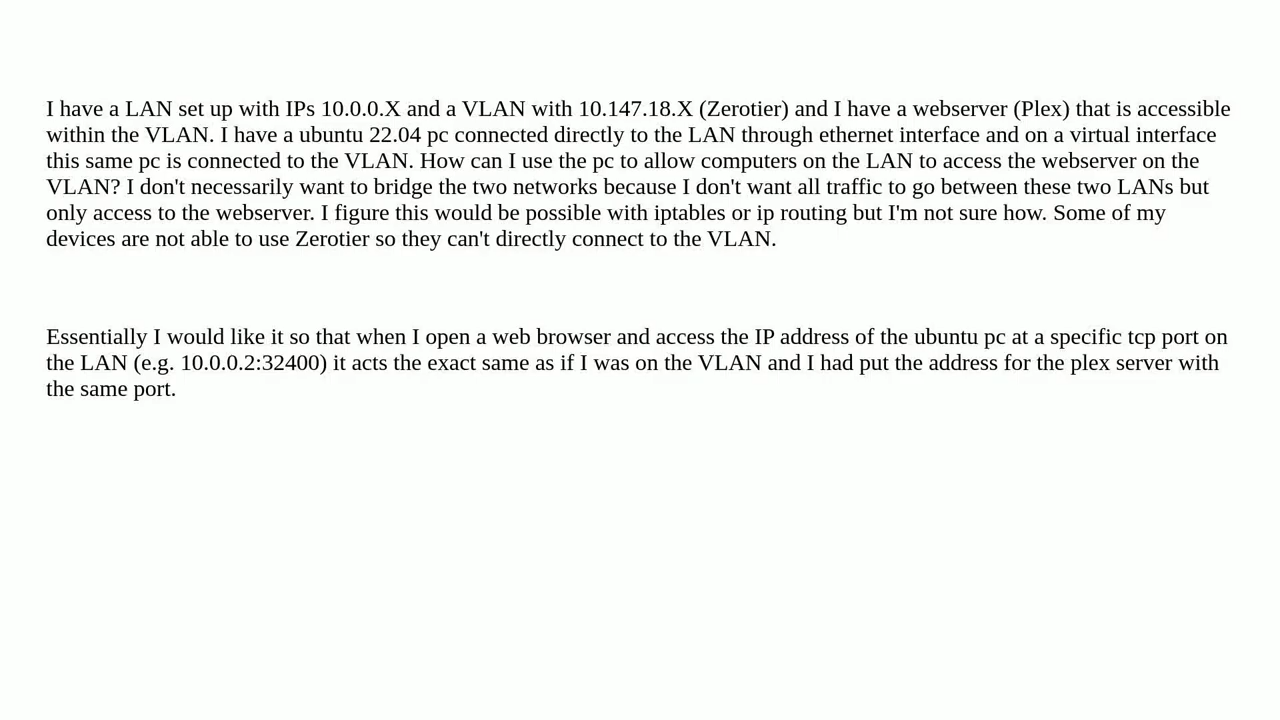 I have a LAN set up with IPs 10.0.0.X and a VLAN with 10.147.18.X (Zerotier) and I have a webserver (Plex) that is accessible
within the VLAN. I have a ubuntu 22.04 pc connected directly to the LAN through ethernet interface and on a virtual interface
this same pc is connected to the VLAN. How can I use the pc to allow computers on the LAN to access the webserver on the
VLAN? I don't necessarily want to bridge the two networks because I don't want all traffic to go between these two LANs but
only access to the webserver. I figure this would be possible with iptables or ip routing but I'm not sure how. Some of my
devices are not able to use Zerotier so they can't directly connect to the VLAN.
Essentially I would like it so that when I open a web browser and access the IP address of the ubuntu pc at a specific tcp port on
the LAN (e.g. 10.0.0.2:32400) it acts the exact same as if I was on the VLAN and I had put the address for the plex server with
the same port.